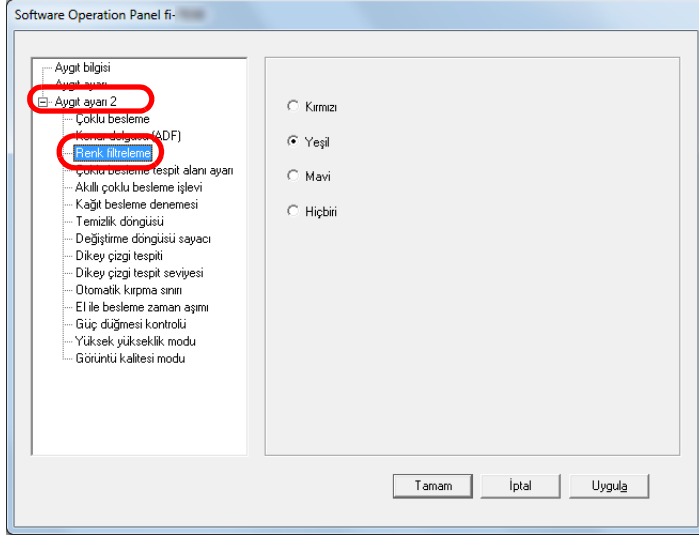 Software Operation Panel fi-
Aygıt bilgisi
Aygıt ayarı
Aygıt ayarı 2
Çoklu besleme
Kenar dolgusu (ADF)
Renk filtreleme
Çoklu besleme tespit alanı ayarı
Akıllı çoklu besleme işlevi
Kağıt besleme denemesi
Temizlik döngüsü
Değiştirme döngüsü sayacı
Dikey çizgi tespiti
Dikey çizgi tespit seviyesi
Otomatik kırpma sınırı
El ile besleme zaman aşımı
Güç düğmesi kontrolü
Yüksek yükseklik modu
Görüntü kalitesi modu
Kırmızı
Yeşil
Mavi
Hiçbiri
Tamam
İptal
Uygula